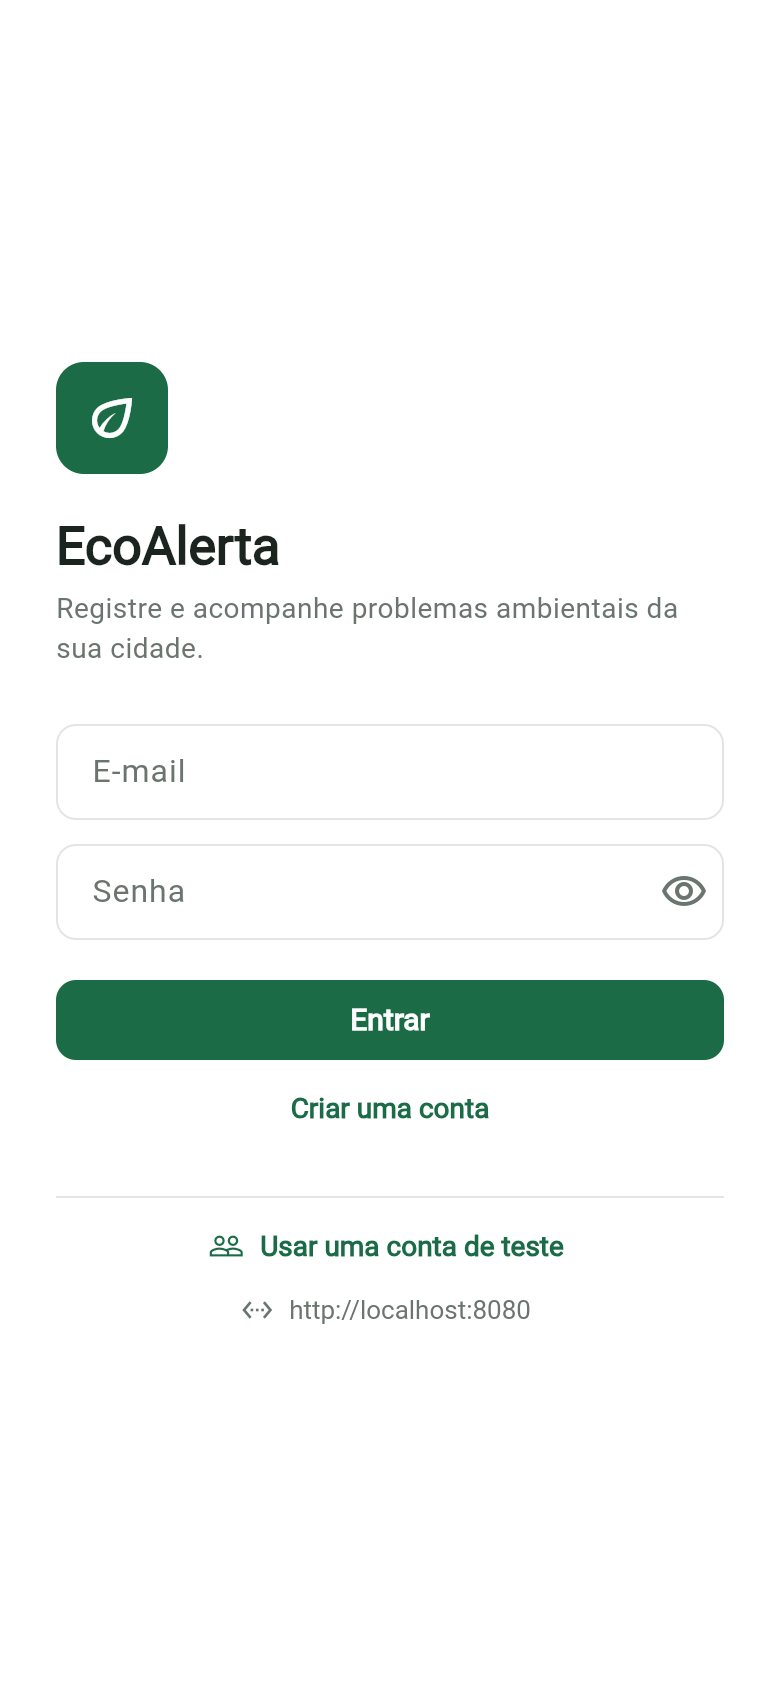 EcoAlerta
Registre e acompanhe problemas ambientais da
sua cidade.
E-mail
Senha
Entrar
Criar uma conta
Usar uma conta de teste
http://localhost:8080